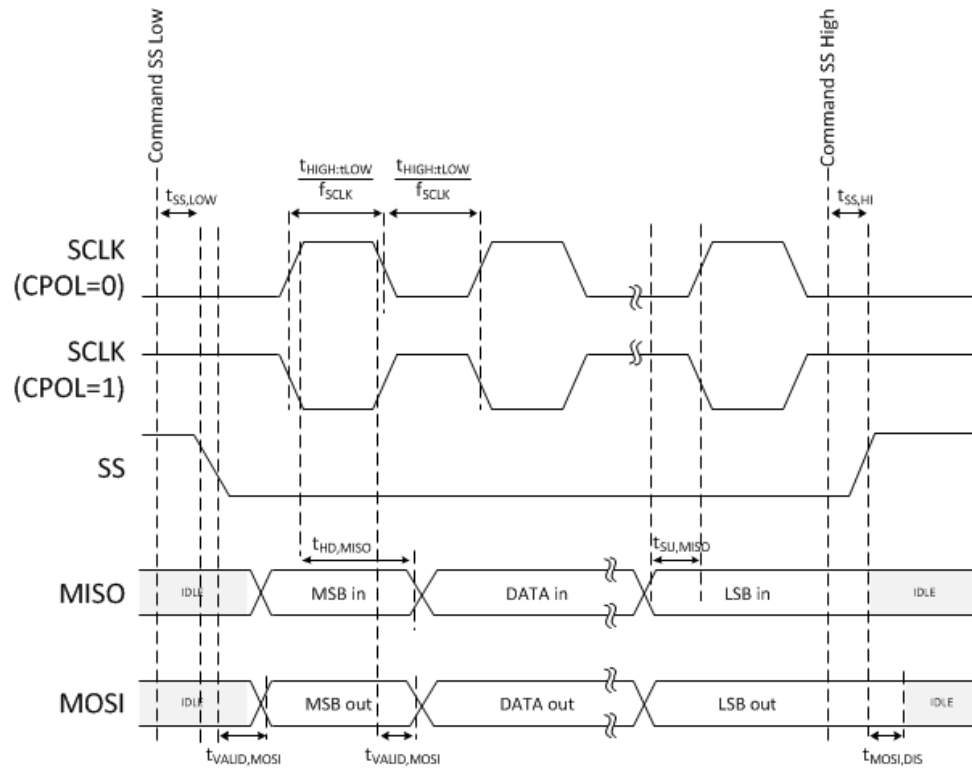 Command SS Low
Command SS High
tHIGH:tLOW
fSCLK
tHIGH:tLOW
fSCLK
tSS,LOW
tSS,HI
SCLK
(CPOL=0)
SCLK
(CPOL=1)
SS
tHD,MISO
tSU,MISO
MISO
IDLE
MSB in
DATA in
LSB in
IDLE
MOSI
IDLE
MSB out
DATA out
LSB out
IDLE
tVALID,MOSI
tVALID,MOSI
tMOSI,DIS